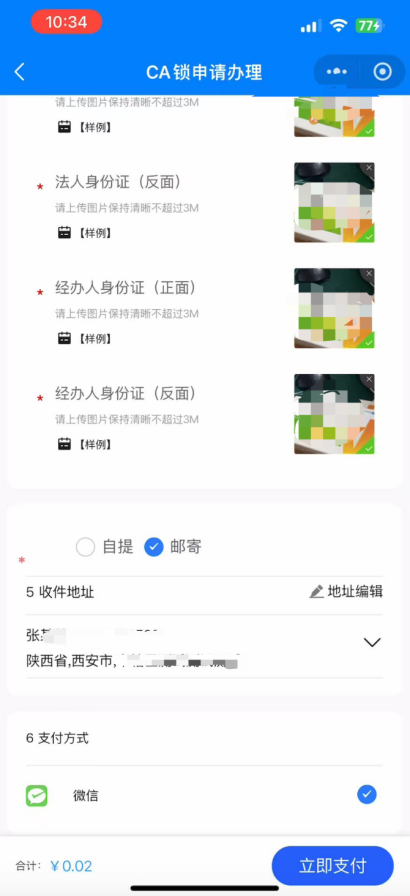 10:34
77
CA锁申请办理
请上传图片保持清晰不超过3M
【样例】
* 法人身份证（反面）
请上传图片保持清晰不超过3M
【样例】
* 经办人身份证（正面）
请上传图片保持清晰不超过3M
【样例】
* 经办人身份证（反面）
请上传图片保持清晰不超过3M
【样例】
自提 邮寄
*
5 收件地址 地址编辑
张
陕西省,西安市,
6 支付方式
微信
合计: ￥0.02 立即支付